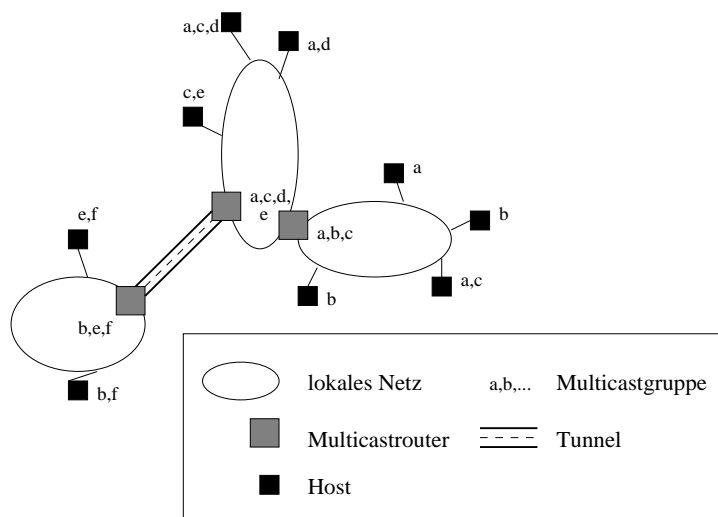 a,c,d
a,d
c,e
a
a,c,d,
e
b
e,f
a,b,c
a,c
b
b,e,f
b,f
lokales Netz
a,b,...
Multicastgruppe
Multicastrouter
Tunnel
Host